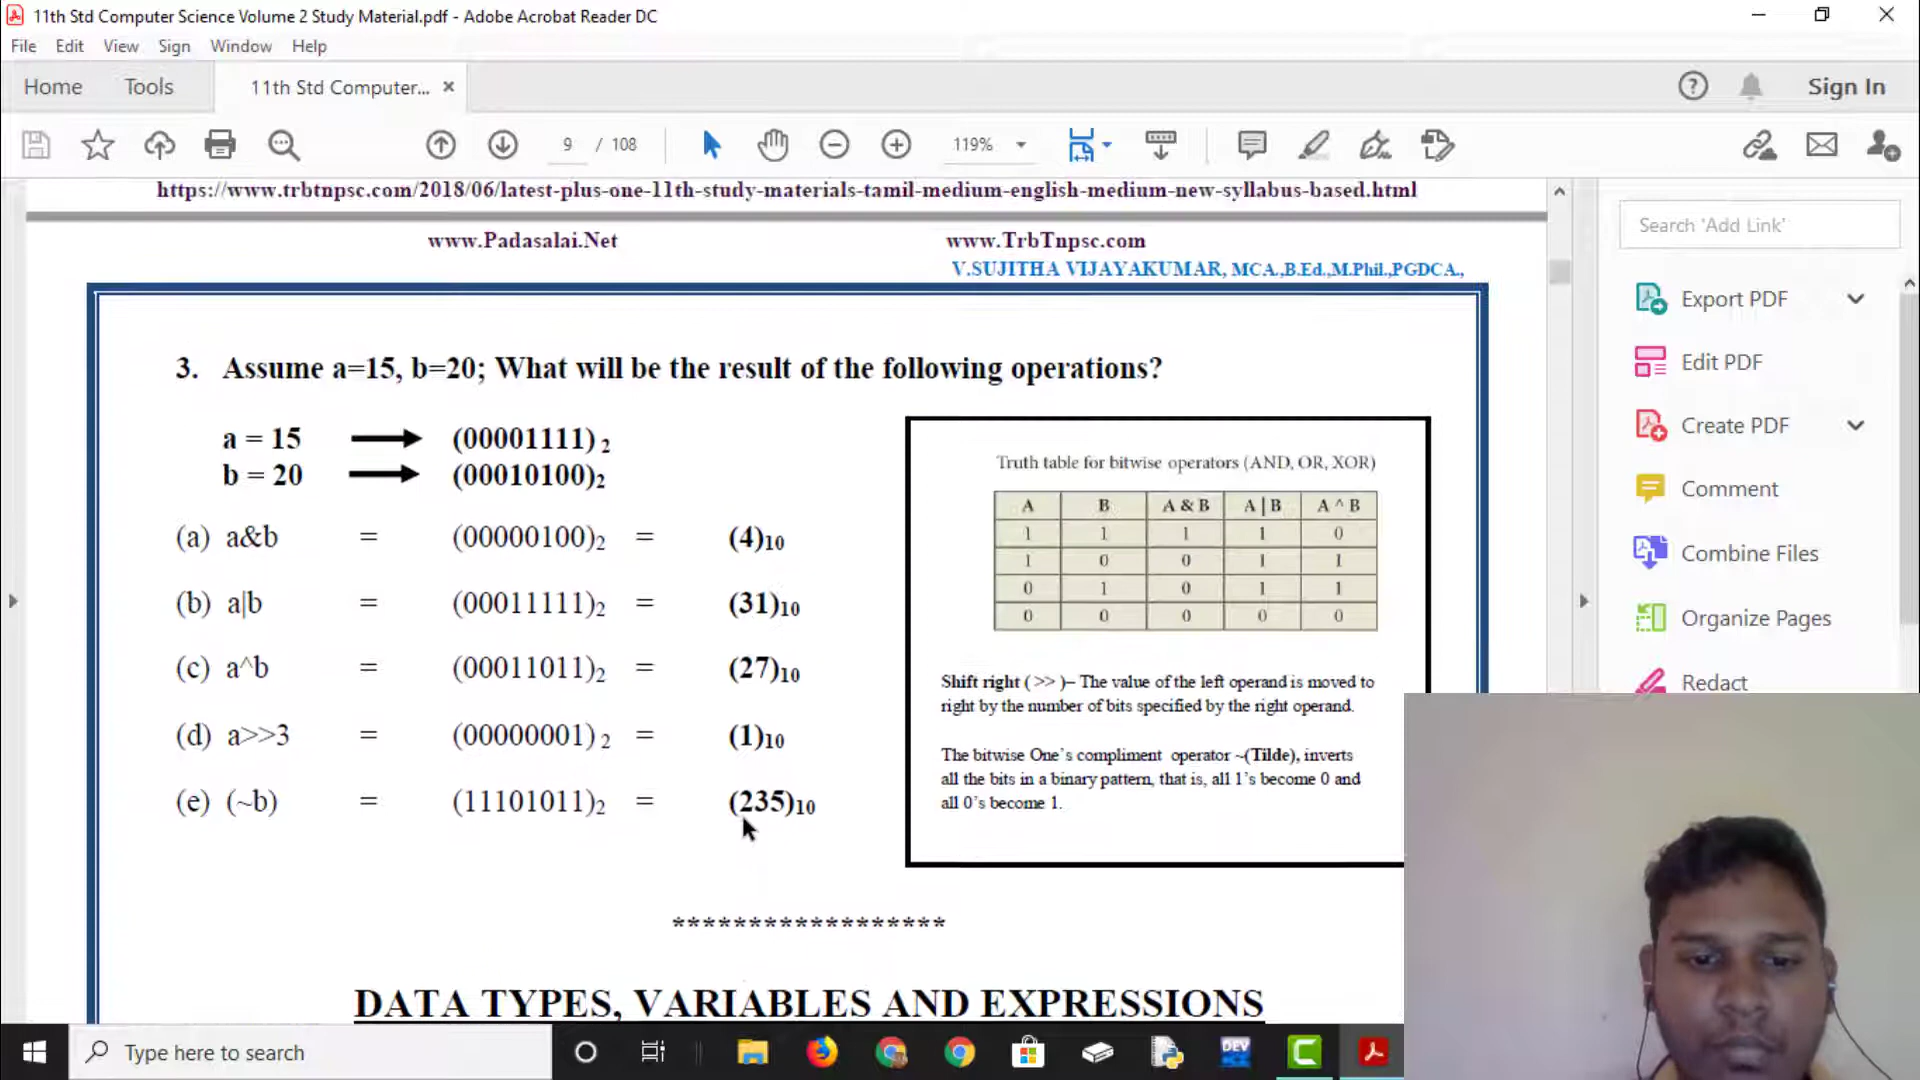 11th Std Computer Science Volume 2 Study Material.pdf - Adobe Acrobat Reader DC
File Edit View Sign Window Help
Home Tools 11th Std Computer... × Sign In
9 / 108 119%
https://www.trbtnpsc.com/2018/06/latest-plus-one-11th-study-materials-tamil-medium-english-medium-new-syllabus-based.html
www.Padasalai.Net www.TrbTnpsc.com
V.SUJITHA VIJAYAKUMAR, MCA.,B.Ed.,M.Phil.,PGDCA.,
3. Assume a=15, b=20; What will be the result of the following operations?
a = 15 (00001111)₂
b = 20 (00010100)₂
(a) a&b = (00000100)₂ = (4)₁₀
(b) a|b = (00011111)₂ = (31)₁₀
(c) a^b = (00011011)₂ = (27)₁₀
(d) a>>3 = (00000001)₂ = (1)₁₀
(e) (~b) = (11101011)₂ = (235)₁₀
Truth table for bitwise operators (AND, OR, XOR)
A B A & B A | B A ^ B
1 1 1 1 0
1 0 0 1 1
0 1 0 1 1
0 0 0 0 0
Shift right ( >> )– The value of the left operand is moved to
right by the number of bits specified by the right operand.
The bitwise One's compliment operator ~(Tilde), inverts
all the bits in a binary pattern, that is, all 1's become 0 and
all 0's become 1.
******************
DATA TYPES, VARIABLES AND EXPRESSIONS
Search 'Add Link'
Export PDF
Edit PDF
Create PDF
Comment
Combine Files
Organize Pages
Redact
Type here to search
DEV